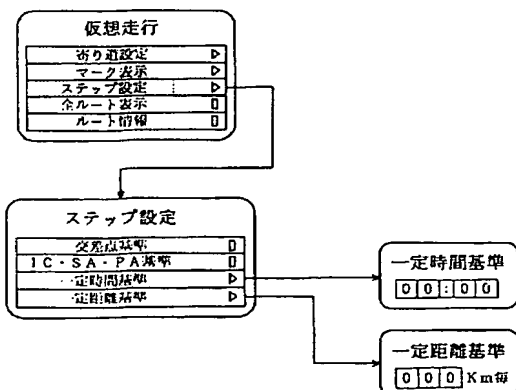 仮想走行
寄り道設定
マーク表示
ステップ設定
全ルート表示
ルート情報
ステップ設定
交差点基準
IC・SA・PA基準
一定時間基準
一定距離基準
一定時間基準
00:00
一定距離基準
000Km毎